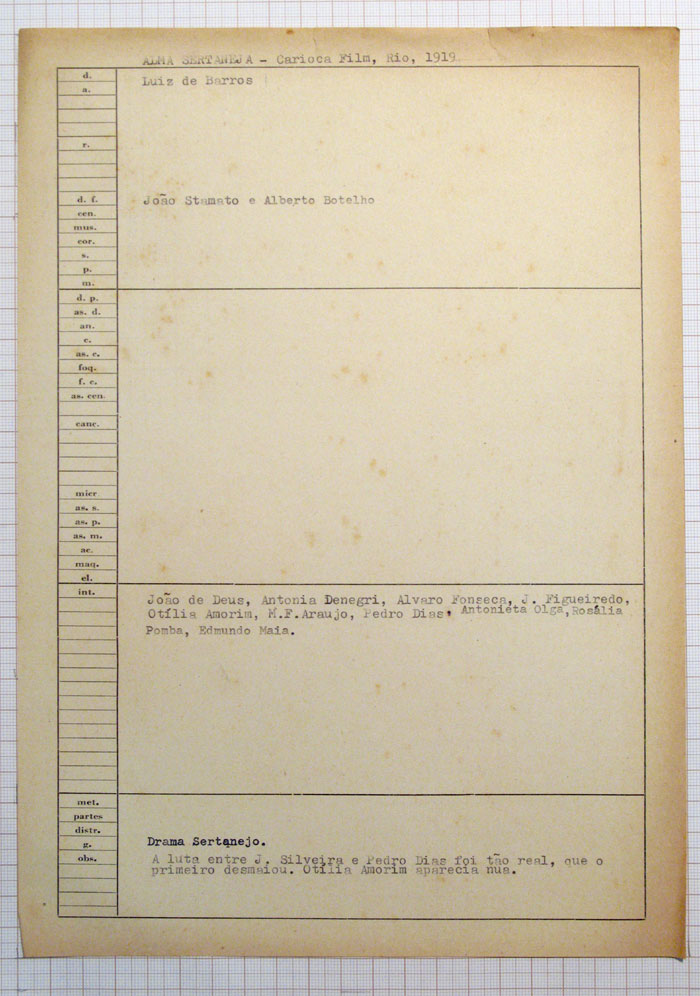 ALMA SERTANEJA - Carioca Film, Rio, 1919
d. Luiz de Barros
a.
r.
d. f. João Stamato e Alberto Botelho
cen.
mus.
cor.
s.
p.
m.
d. p.
as. d.
an.
c.
as. c.
foq.
f. c.
as. cen.
canc.
micr
as. s.
as. p.
as. m.
ac.
maq.
el.
int. João de Deus, Antonia Denegri, Alvaro Fonseca, J. Figueiredo,
Otília Amorim, M.F.Araujo, Pedro Dias, Antonieta Olga, Rosália
Pomba, Edmundo Maia.
met.
partes
distr.
g. Drama Sertanejo.
obs. A luta entre J. Silveira e Pedro Dias foi tão real, que o
primeiro desmaiou. Otília Amorim aparecia nua.